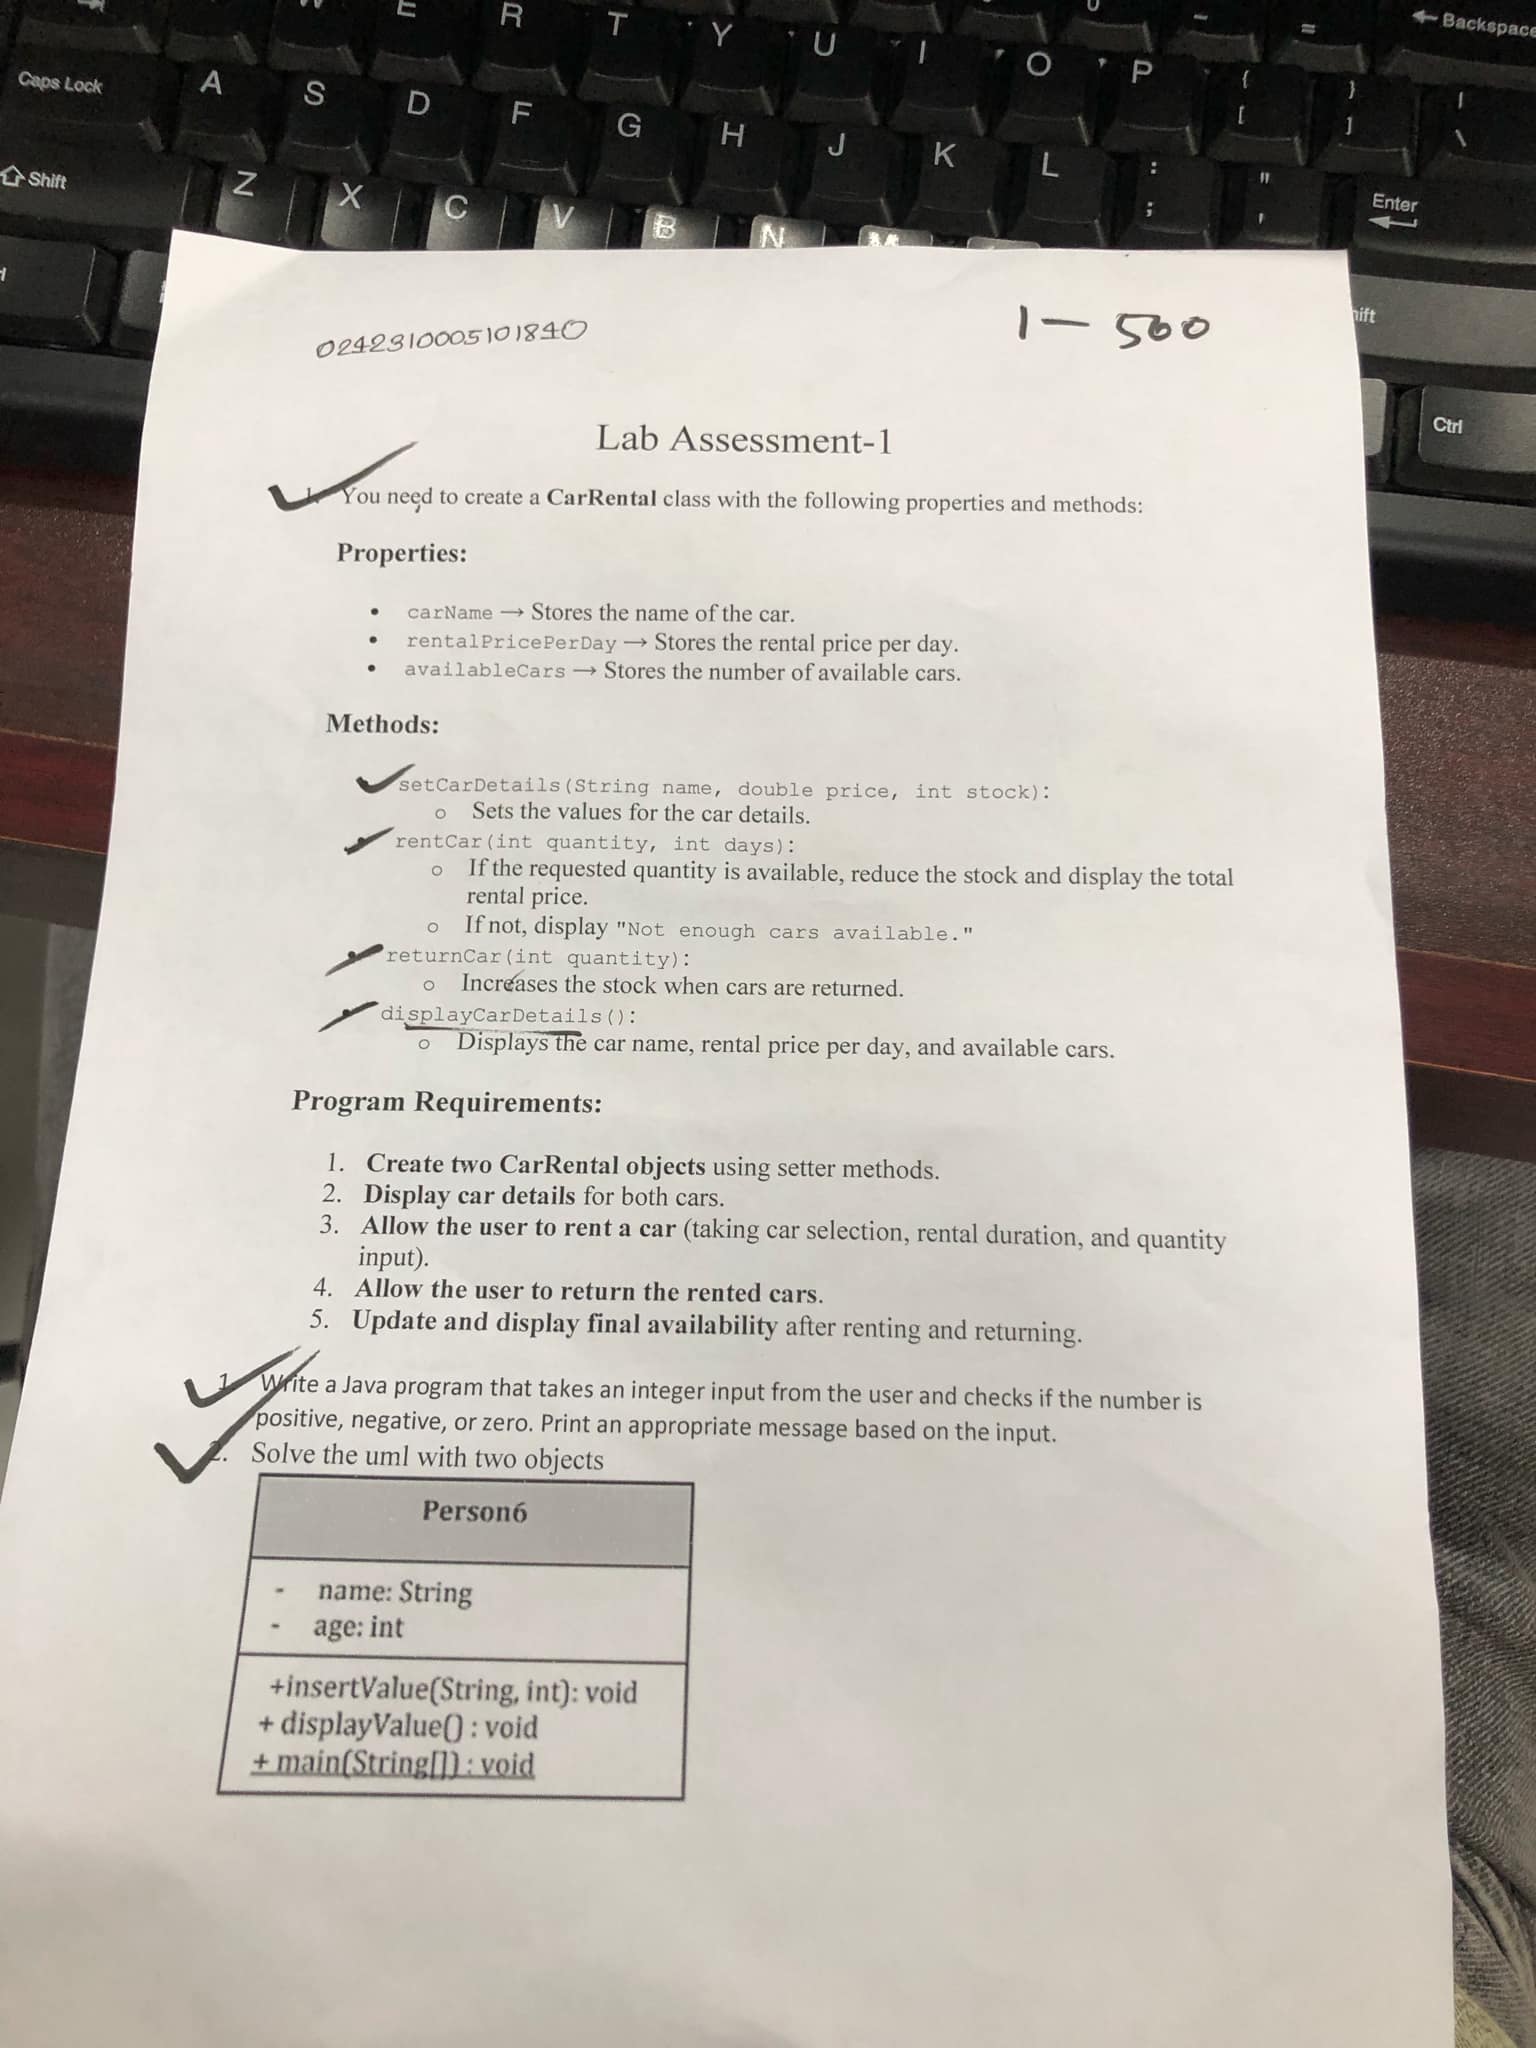 E R T Y U I O P { [ } ] | \
← Backspace
Caps Lock A S D F G H J K L : ; " ' Enter
Shift Z X C V B N
Ctrl
0242310005101840
1 — 500
Lab Assessment-1
1. You need to create a CarRental class with the following properties and methods:
Properties:
• carName → Stores the name of the car.
• rentalPricePerDay → Stores the rental price per day.
• availableCars → Stores the number of available cars.
Methods:
setCarDetails(String name, double price, int stock):
o Sets the values for the car details.
• rentCar(int quantity, int days):
o If the requested quantity is available, reduce the stock and display the total
rental price.
o If not, display "Not enough cars available."
• returnCar(int quantity):
o Increases the stock when cars are returned.
• displayCarDetails():
o Displays the car name, rental price per day, and available cars.
Program Requirements:
1. Create two CarRental objects using setter methods.
2. Display car details for both cars.
3. Allow the user to rent a car (taking car selection, rental duration, and quantity
input).
4. Allow the user to return the rented cars.
5. Update and display final availability after renting and returning.
1. Write a Java program that takes an integer input from the user and checks if the number is
positive, negative, or zero. Print an appropriate message based on the input.
2. Solve the uml with two objects
Person6
- name: String
- age: int
+insertValue(String, int): void
+ displayValue() : void
+ main(String[]) : void